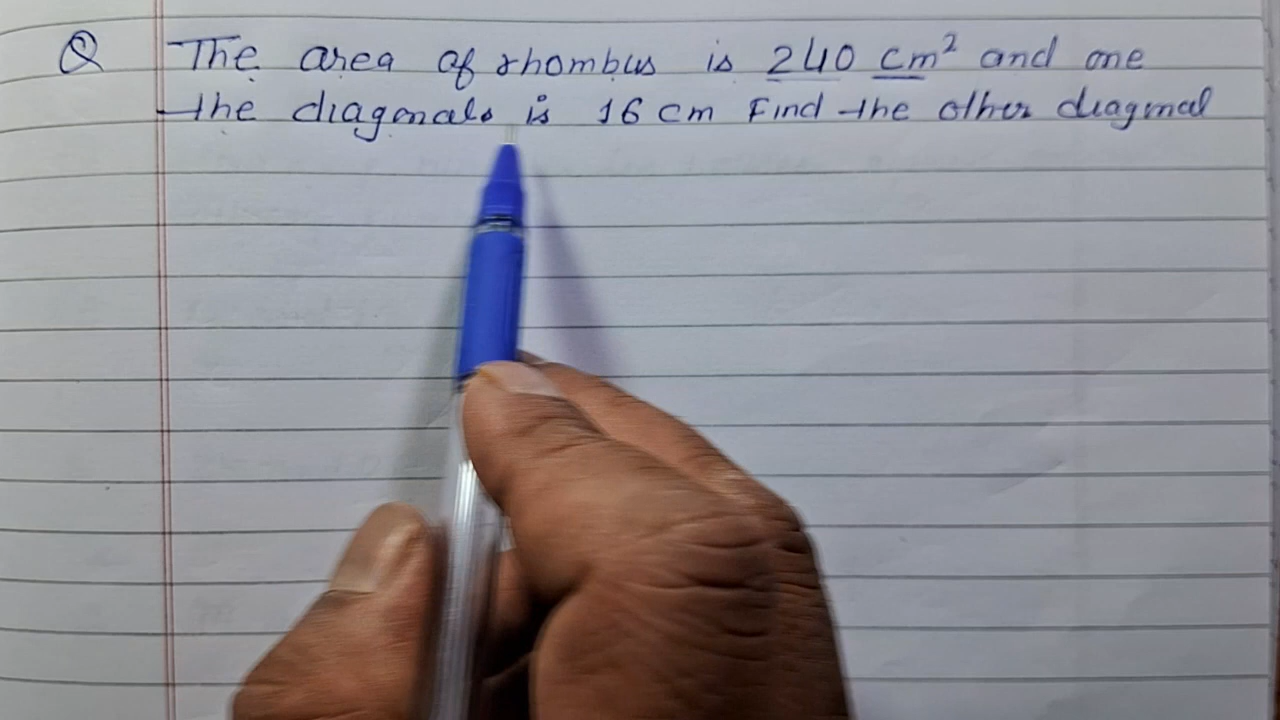 Q The area of rhombus is 240 cm² and one
the diagonals is 16 cm Find the other diagonal